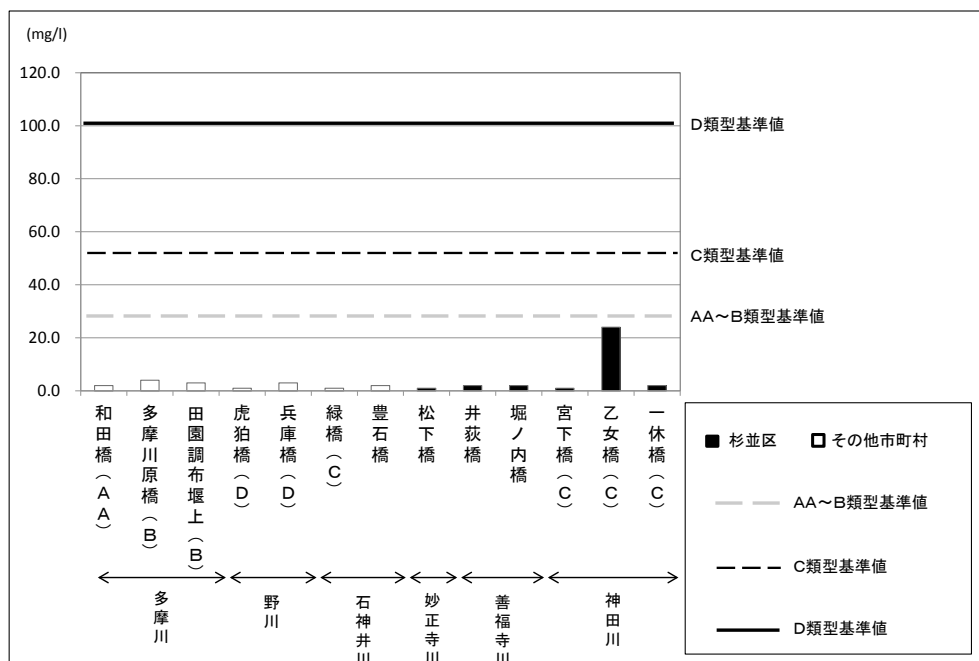 (mg/l)
120.0
100.0
80.0
60.0
40.0
20.0
0.0
D類型基準値
C類型基準値
AA~B類型基準値
和田橋(AA)
多摩川原橋(B)
田園調布堰上(B)
虎狛橋(D)
兵庫橋(D)
緑橋(C)
豊石橋
松下橋
井荻橋
堀ノ内橋
宮下橋(C)
乙女橋(C)
一休橋(C)
多摩川
野川
石神井川
妙正寺川
善福寺川
神田川
杉並区 その他市町村
AA~B類型基準値
C類型基準値
D類型基準値